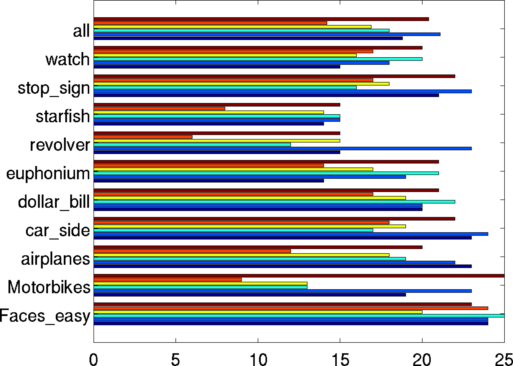 all
watch
stop_sign
starfish
revolver
euphonium
dollar_bill
car_side
airplanes
Motorbikes
Faces_easy
0 5 10 15 20 25